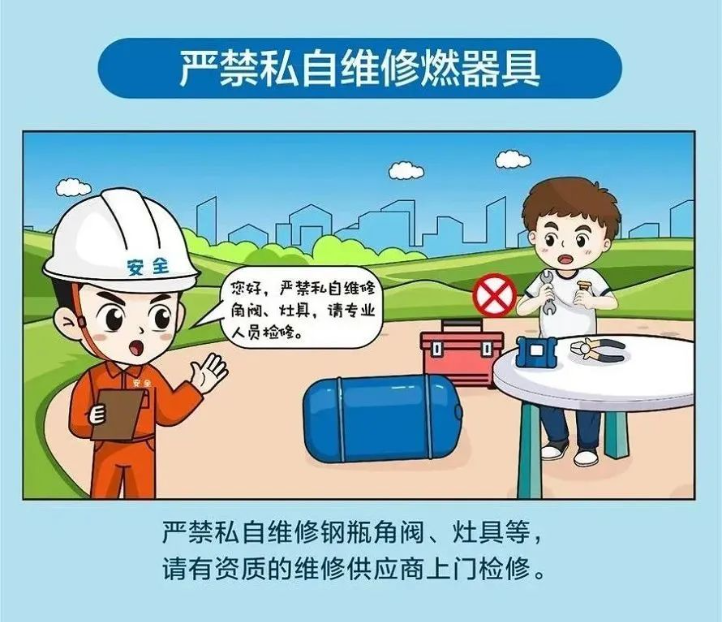 严禁私自维修燃器具
安全
您好，严禁私自维修
角阀、灶具，请专业
人员检修。
安全
严禁私自维修钢瓶角阀、灶具等，
请有资质的维修供应商上门检修。